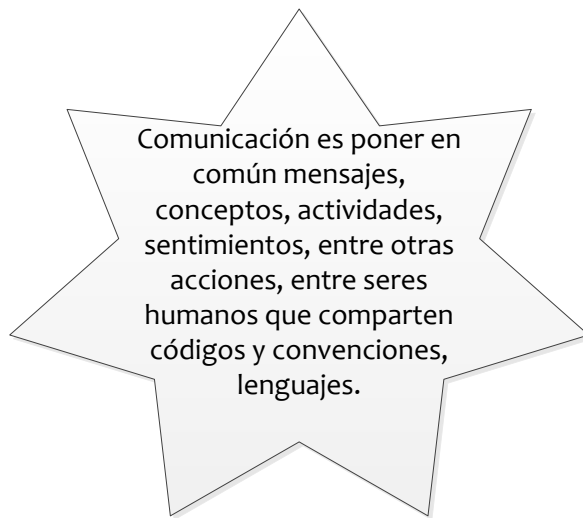 Comunicación es poner en
común mensajes,
conceptos, actividades,
sentimientos, entre otras
acciones, entre seres
humanos que comparten
códigos y convenciones,
lenguajes.